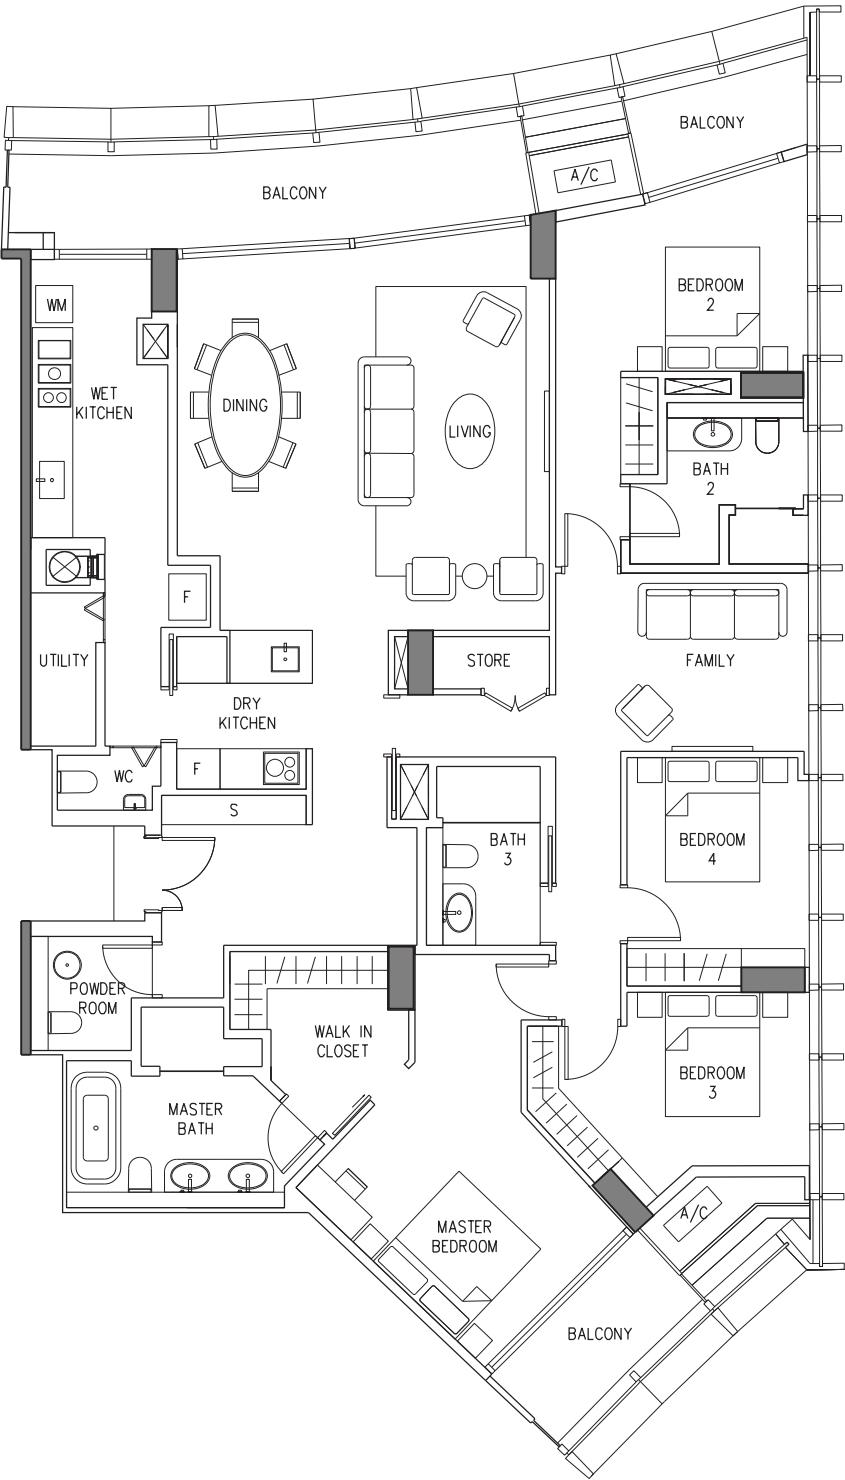 BALCONY
BALCONY
A/C
BEDROOM
2
WM
WET
KITCHEN
DINING
LIVING
BATH
2
F
UTILITY
STORE
FAMILY
DRY
KITCHEN
F
WC
S
BATH
3
BEDROOM
4
POWDER
ROOM
WALK IN
CLOSET
BEDROOM
3
MASTER
BATH
A/C
MASTER
BEDROOM
BALCONY